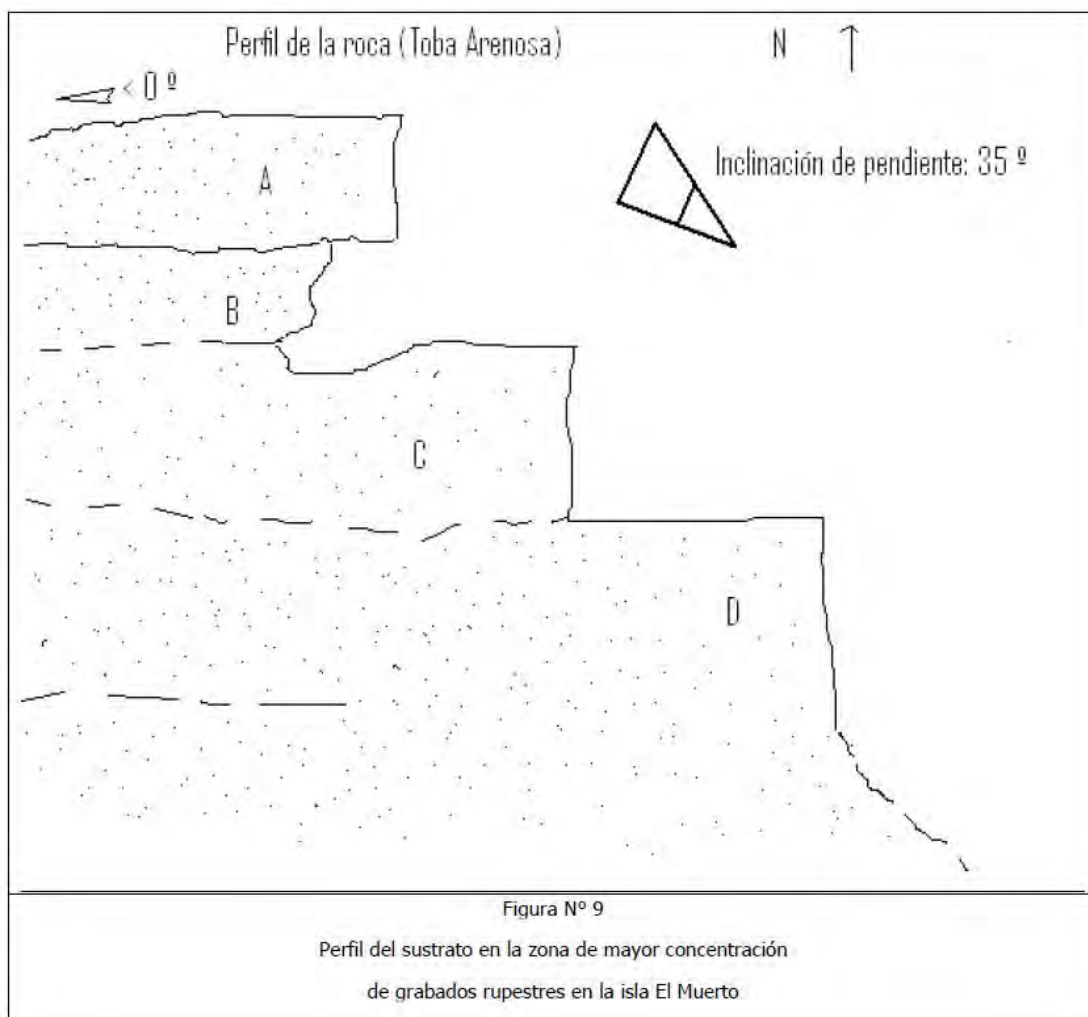 Perfil de la roca (Toba Arenosa)
N
< 0 º
A
Inclinación de pendiente: 35 º
B
C
D
Figura Nº 9
Perfil del sustrato en la zona de mayor concentración
de grabados rupestres en la isla El Muerto